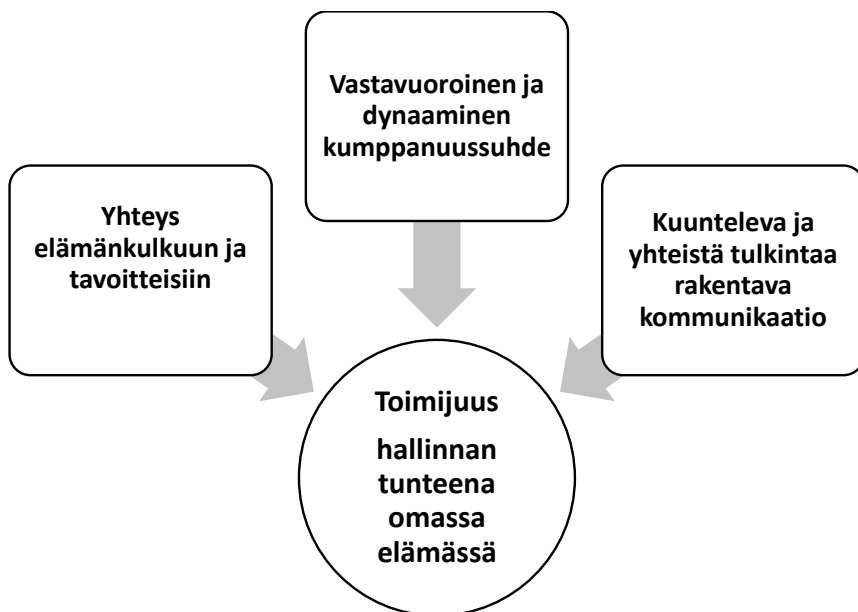 Vastavuoroinen ja
dynaaminen
kumppanuussuhde
Yhteys
elämänkulkuun ja
tavoitteisiin
Kuunteleva ja
yhteistä tulkintaa
rakentava
kommunikaatio
Toimijuus
hallinnan
tunteena
omassa
elämässä